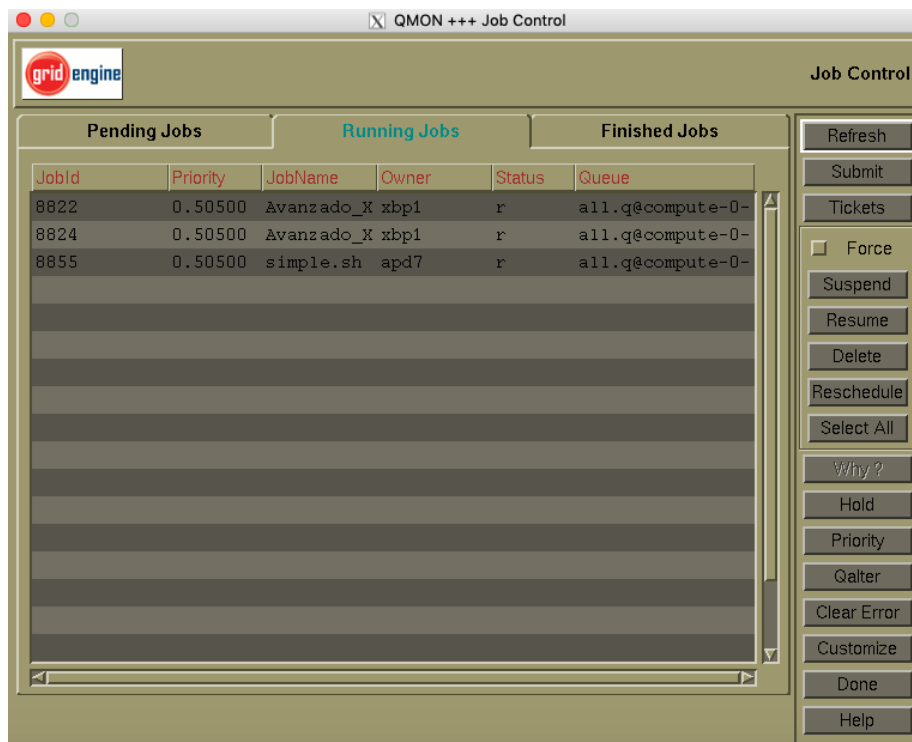 QMON +++ Job Control
grid engine
Job Control
Pending Jobs Running Jobs Finished Jobs
JobId Priority JobName Owner Status Queue
8822 0.50500 Avanzado_X xbp1 r all.q@compute-0-
8824 0.50500 Avanzado_X xbp1 r all.q@compute-0-
8855 0.50500 simple.sh apd7 r all.q@compute-0-
Refresh
Submit
Tickets
Force
Suspend
Resume
Delete
Reschedule
Select All
Why ?
Hold
Priority
Qalter
Clear Error
Customize
Done
Help